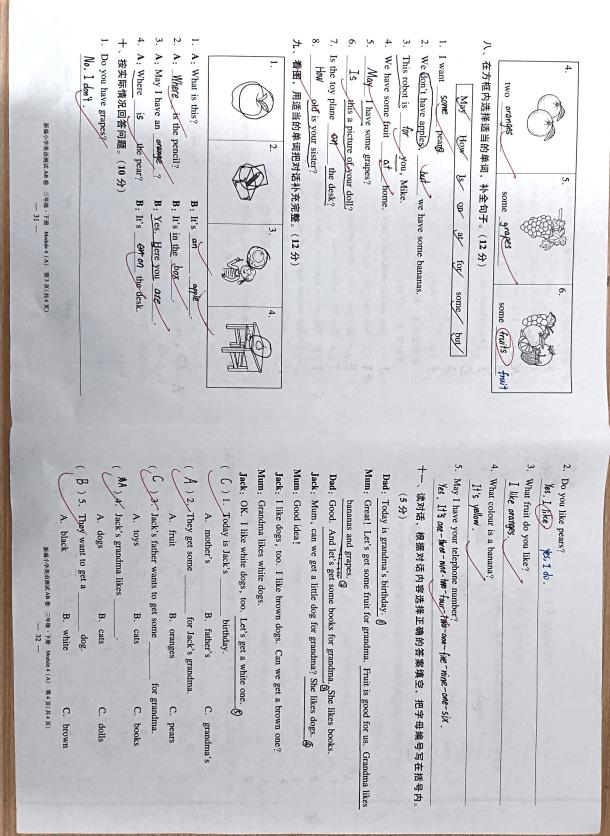 4.
5.
6.
two oranges
some grapes
some fruits fruit
八、在方框内选择适当的单词，补全句子。(12 分)
May How Is on at for some but
1. I want some pears.
2. We don't have apples, but we have some bananas.
3. This robot is for you, Mike.
4. We have some fruit at home.
5. May I have some grapes?
6. Is this a picture of your doll?
7. Is the toy plane on the desk?
8. How old is your sister?
九、看图，用适当的单词把对话补充完整。(12 分)
1.
2.
3.
4.
1. A: What is this? B: It's an apple.
2. A: Where is the pencil? B: It's in the box.
3. A: May I have an orange? B: Yes. Here you are.
4. A: Where is the pear? B: It's on the desk.
十、按实际情况回答问题。(10 分)
1. Do you have grapes?
No, I don't.
新编小学英语测试 AB 卷 三年级·下册 Module 4 (A) 第 3 页 (共 4 页)
— 31 —
2. Do you like pears?
Yes, I like. Yes I do.
3. What fruit do you like?
I like oranges.
4. What colour is a banana?
It's yellow.
5. May I have your telephone number?
Yes, It's one-three-nine-two-four-two-one-five-nine-one-six.
十一、读对话，根据对话内容选择正确的答案填空，把字母编号写在括号内。
(5 分)
Dad: Today is grandma's birthday. ①
Mum: Great! Let's get some fruit for grandma. Fruit is good for us. Grandma likes
bananas and grapes. ②
Dad: Good. And let's get some books for grandma. She likes books. ③
Jack: Mum, can we get a little dog for grandma? She likes dogs. ④
Mum: Good idea!
Jack: I like dogs, too. I like brown dogs. Can we get a brown one?
Mum: Grandma likes white dogs.
Jack: OK. I like white dogs, too. Let's get a white one. ⑤
( C ) 1. Today is Jack's ______ birthday.
A. mother's B. father's C. grandma's
( A ) 2. They get some ______ for Jack's grandma.
A. fruit B. oranges C. pears
( C ) 3. Jack's father wants to get some ______ for grandma.
A. toys B. cats C. books
( A ) 4. Jack's grandma likes ______.
A. dogs B. cats C. dolls
( B ) 5. They want to get a ______ dog.
A. black B. white C. brown
新编小学英语测试 AB 卷 三年级·下册 Module 4 (A) 第 4 页 (共 4 页)
— 32 —